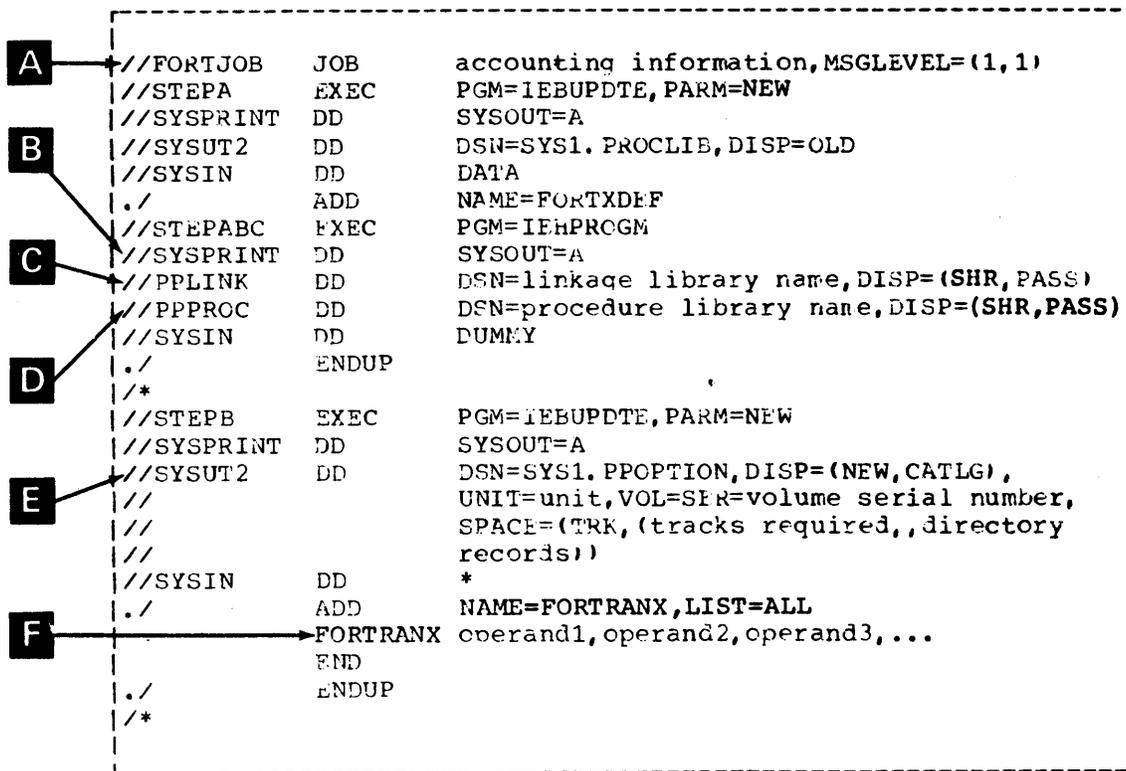 A //FORTJOB JOB accounting information,MSGLEVEL=(1,1)
//STEPA EXEC PGM=IEBUPDTE,PARM=NEW
//SYSPRINT DD SYSOUT=A
B //SYSUT2 DD DSN=SYS1.PROCLIB,DISP=OLD
//SYSIN DD DATA
./ ADD NAME=FORTXDEF
//STEPABC EXEC PGM=IEHPROGM
//SYSPRINT DD SYSOUT=A
C //PPLINK DD DSN=linkage library name,DISP=(SHR,PASS)
//PPPROC DD DSN=procedure library name,DISP=(SHR,PASS)
//SYSIN DD DUMMY
D ./ ENDUP
/*
//STEPB EXEC PGM=IEBUPDTE,PARM=NEW
//SYSPRINT DD SYSOUT=A
//SYSUT2 DD DSN=SYS1.PPOPTION,DISP=(NEW,CATLG),
E // UNIT=unit,VOL=SER=volume serial number,
// SPACE=(TRK,(tracks required,,directory
// records))
//SYSIN DD *
./ ADD NAME=FORTRANX,LIST=ALL
F FORTRANX operand1,operand2,operand3,...
END
./ ENDUP
/*